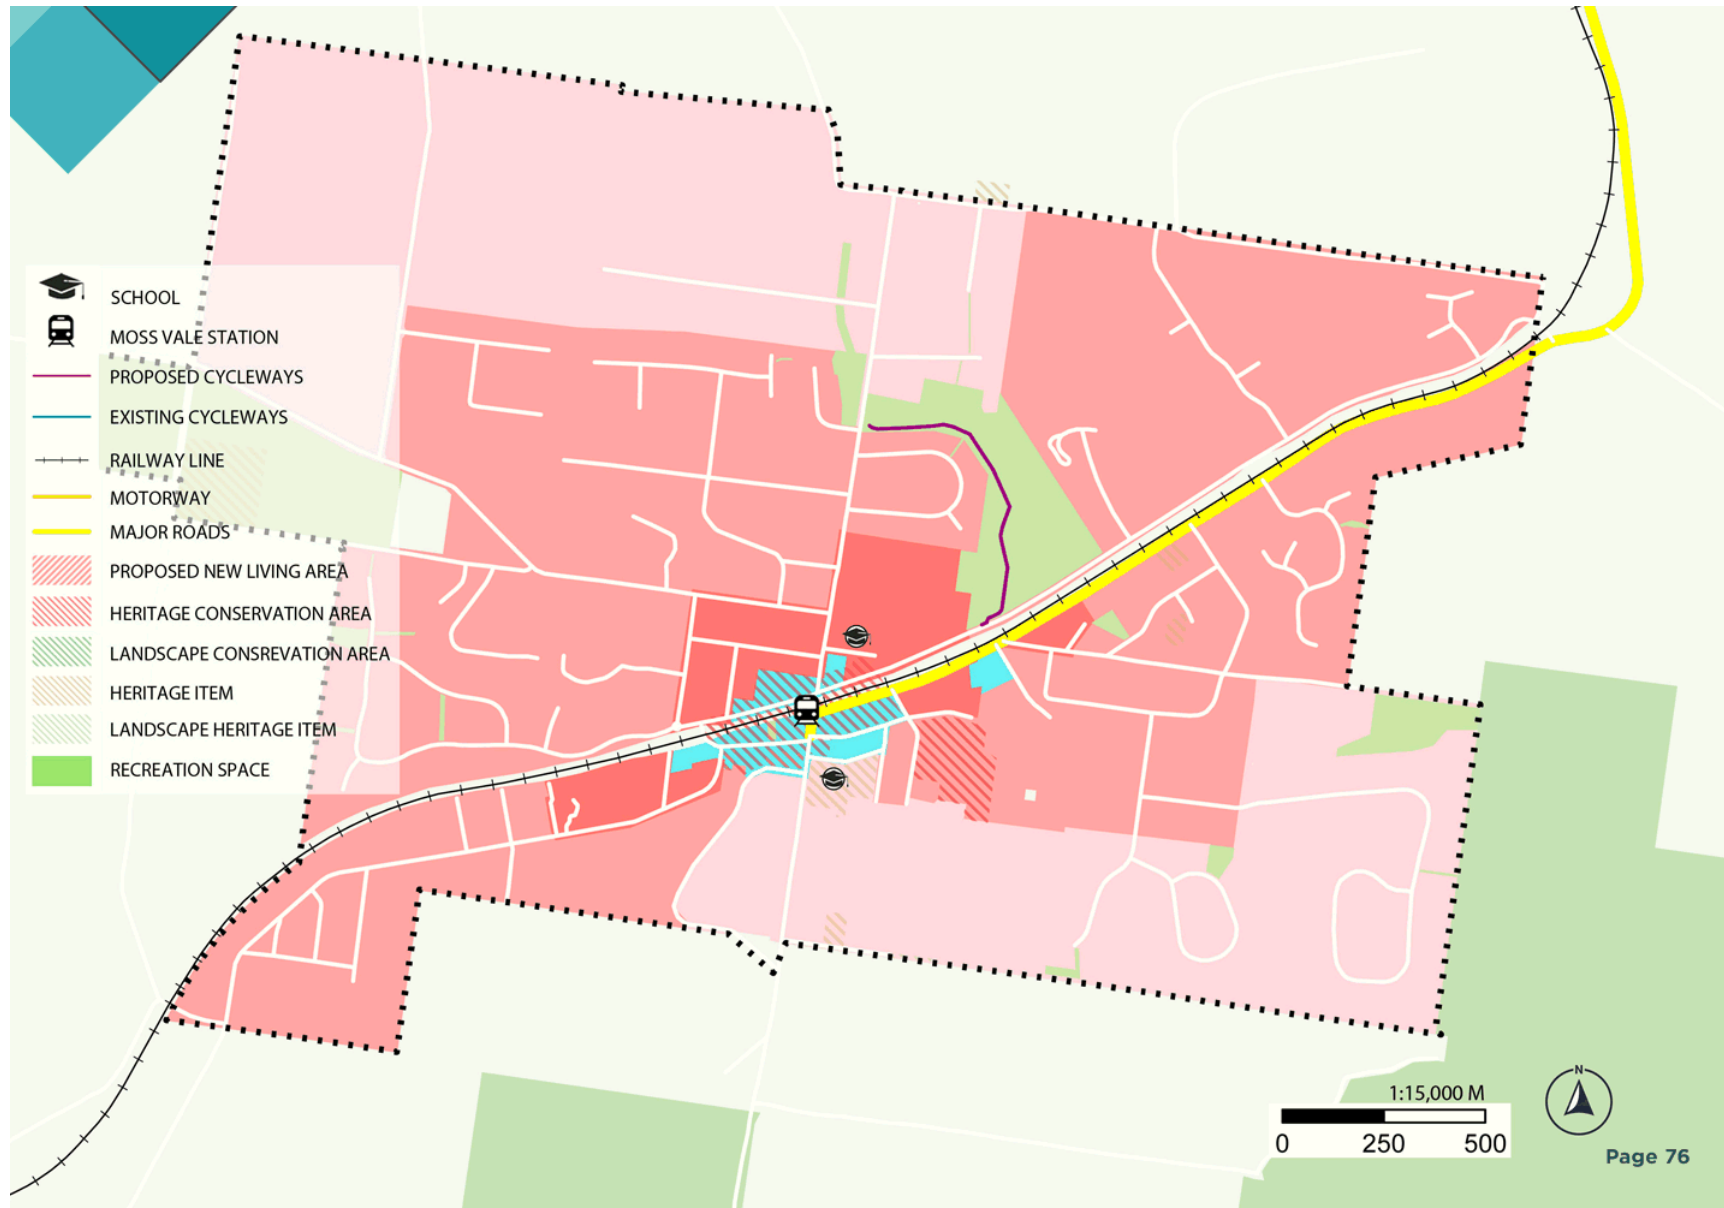 SCHOOL
MOSS VALE STATION
PROPOSED CYCLEWAYS
EXISTING CYCLEWAYS
RAILWAY LINE
MOTORWAY
MAJOR ROADS
PROPOSED NEW LIVING AREA
HERITAGE CONSERVATION AREA
LANDSCAPE CONSREVATION AREA
HERITAGE ITEM
LANDSCAPE HERITAGE ITEM
RECREATION SPACE
1:15,000 M
0 250 500
N
Page 76